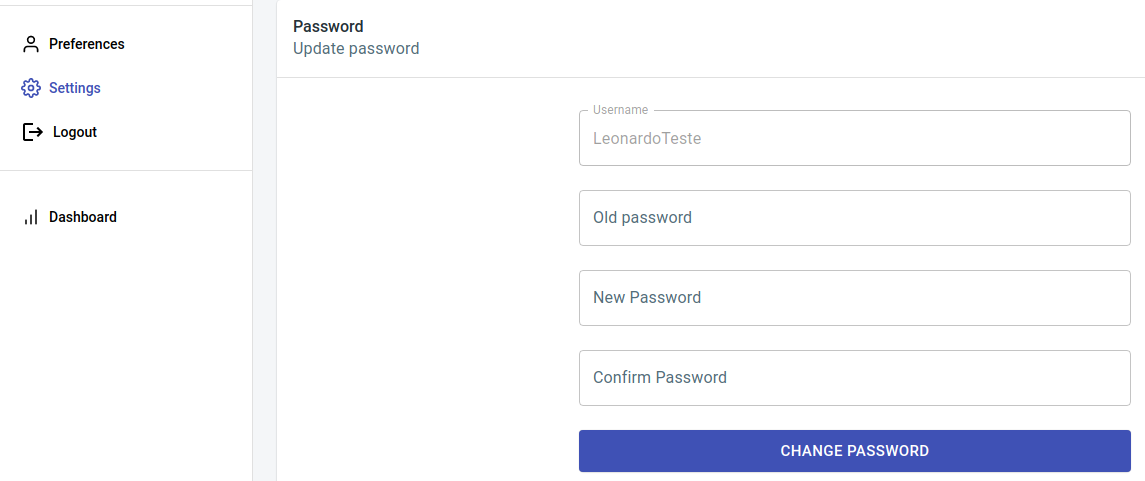 Preferences
Settings
Logout
Dashboard
Password
Update password
Username
LeonardoTeste
Old password
New Password
Confirm Password
CHANGE PASSWORD